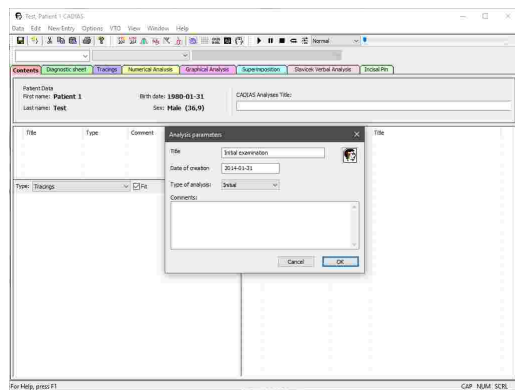 Test, Patient 1 CADIAS
Data Edit New Entry Options VTO View Window Help
Normal
Contents Diagnostic sheet Tracings Numerical Analysis Graphical Analysis Superimposition Slavicek Verbal Analysis Incisal Pin
Patient Data
First name: Patient 1 Birth date: 1980-01-31 CADIAS Analyses Title:
Last name: Test Sex: Male (36,9)
Title Type Comment Title
Analysis parameters
Title Initial examination
Date of creation 2014-01-31
Type of analysis: Initial
Comments:
Cancel OK
Type: Tracings Fit
For Help, press F1 CAP NUM SCRL